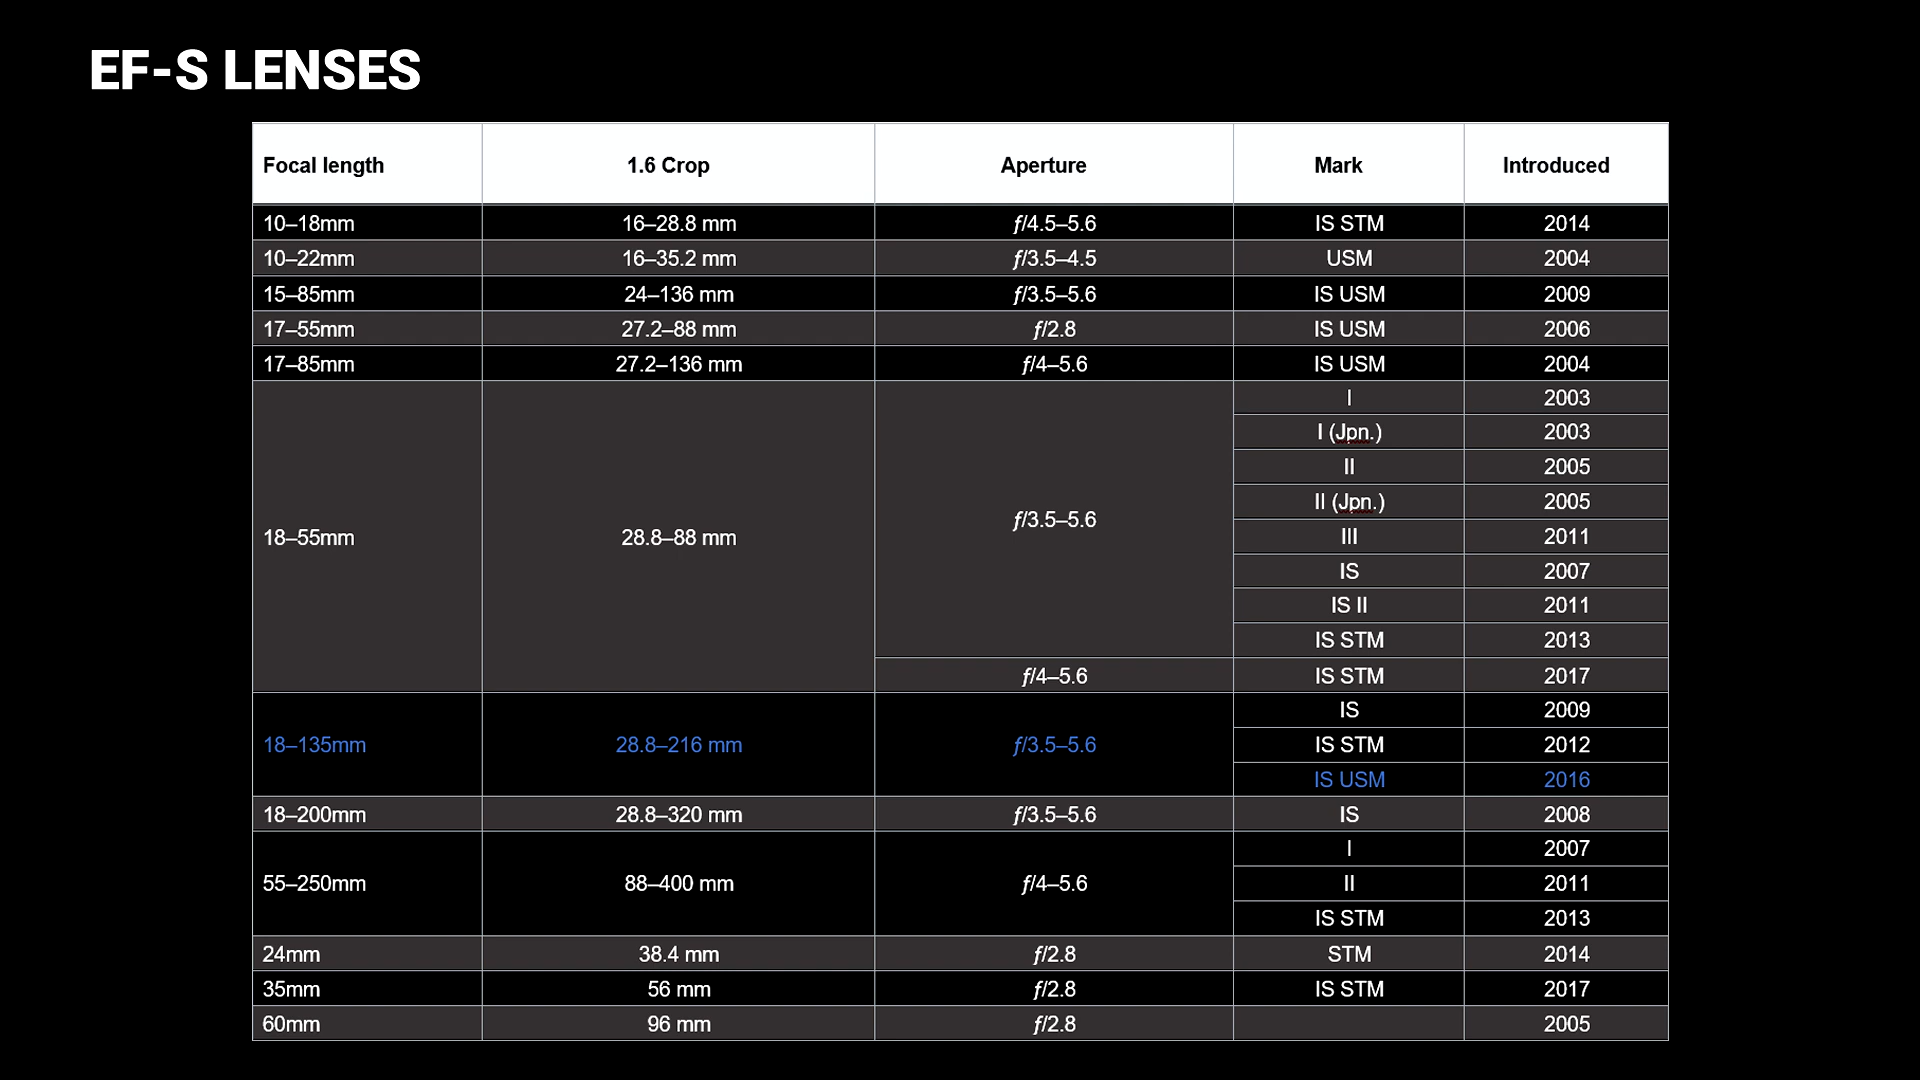 EF-S LENSES
Focal length 1.6 Crop Aperture Mark Introduced
10–18mm 16–28.8 mm f/4.5–5.6 IS STM 2014
10–22mm 16–35.2 mm f/3.5–4.5 USM 2004
15–85mm 24–136 mm f/3.5–5.6 IS USM 2009
17–55mm 27.2–88 mm f/2.8 IS USM 2006
17–85mm 27.2–136 mm f/4–5.6 IS USM 2004
18–55mm 28.8–88 mm f/3.5–5.6 I 2003
I (Jpn.) 2003
II 2005
II (Jpn.) 2005
III 2011
IS 2007
IS II 2011
IS STM 2013
f/4–5.6 IS STM 2017
18–135mm 28.8–216 mm f/3.5–5.6 IS 2009
IS STM 2012
IS USM 2016
18–200mm 28.8–320 mm f/3.5–5.6 IS 2008
55–250mm 88–400 mm f/4–5.6 I 2007
II 2011
IS STM 2013
24mm 38.4 mm f/2.8 STM 2014
35mm 56 mm f/2.8 IS STM 2017
60mm 96 mm f/2.8 2005